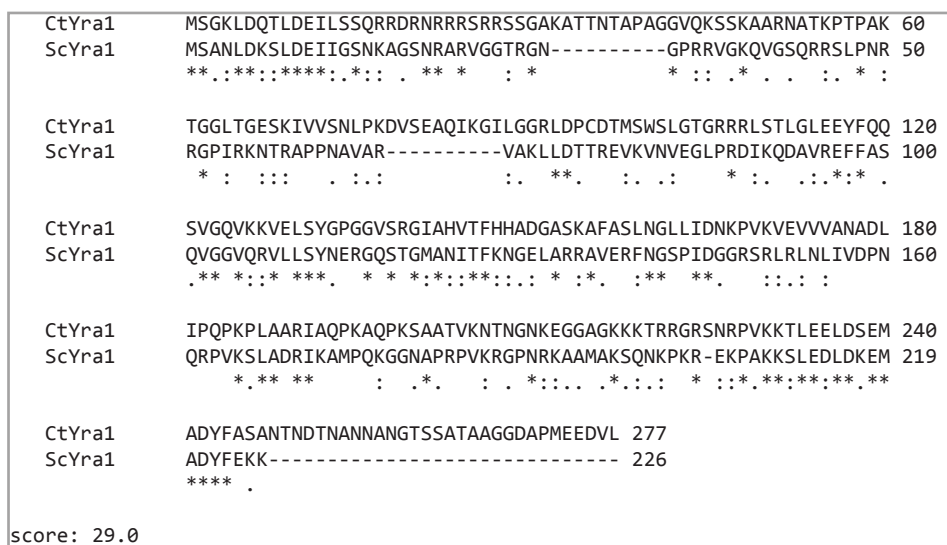 CtYra1 MSGKLDQTLDEILSSQRRDRNRRRSRRSSGAKATTNTAPAGGVQKSSKAARNATKPTPAK 60
ScYra1 MSANLDKSLDEIIGSNKAGSNRARVGGTRGN----------GPRRVGKQVGSQRRSLPNR 50
**.:**::****:.*:: . ** * : * * :: .* . . :. * :
CtYra1 TGGLTGESKIVVSNLPKDVSEAQIKGILGGRLDPCDTMSWSLGTGRRRLSTLGLEEYFQQ 120
ScYra1 RGPIRKNTRAPPNAVAR----------VAKLLDTTREVKVNVEGLPRDIKQDAVREFFAS 100
* : ::: . :.: :. **. :. .: * :. .:.*:* .
CtYra1 SVGQVKKVELSYGPGGVSRGIAHVTFHHADGASKAFASLNGLLIDNKPVKVEVVVANADL 180
ScYra1 QVGGVQRVLLSYNERGQSTGMANITFKNGELARRAVERFNGSPIDGGRSRLRLNLIVDPN 160
.** *::* ***. * * *:*::**::.: * :*. :** **. ::.: :
CtYra1 IPQPKPLAARIAQPKAQPKSAATVKNTNGNKEGGAGKKKTRRGRSNRPVKKTLEELDSEM 240
ScYra1 QRPVKSLADRIKAMPQKGGNAPRPVKRGPNRKAAMAKSQNKPKR-EKPAKKSLEDLDKEM 219
*.** ** : .*. : . *::.. .*.:.: * ::*.**:**:**.**
CtYra1 ADYFASANTNDTNANNANGTSSATAAGGDAPMEEDVL 277
ScYra1 ADYFEKK------------------------------ 226
**** .
score: 29.0